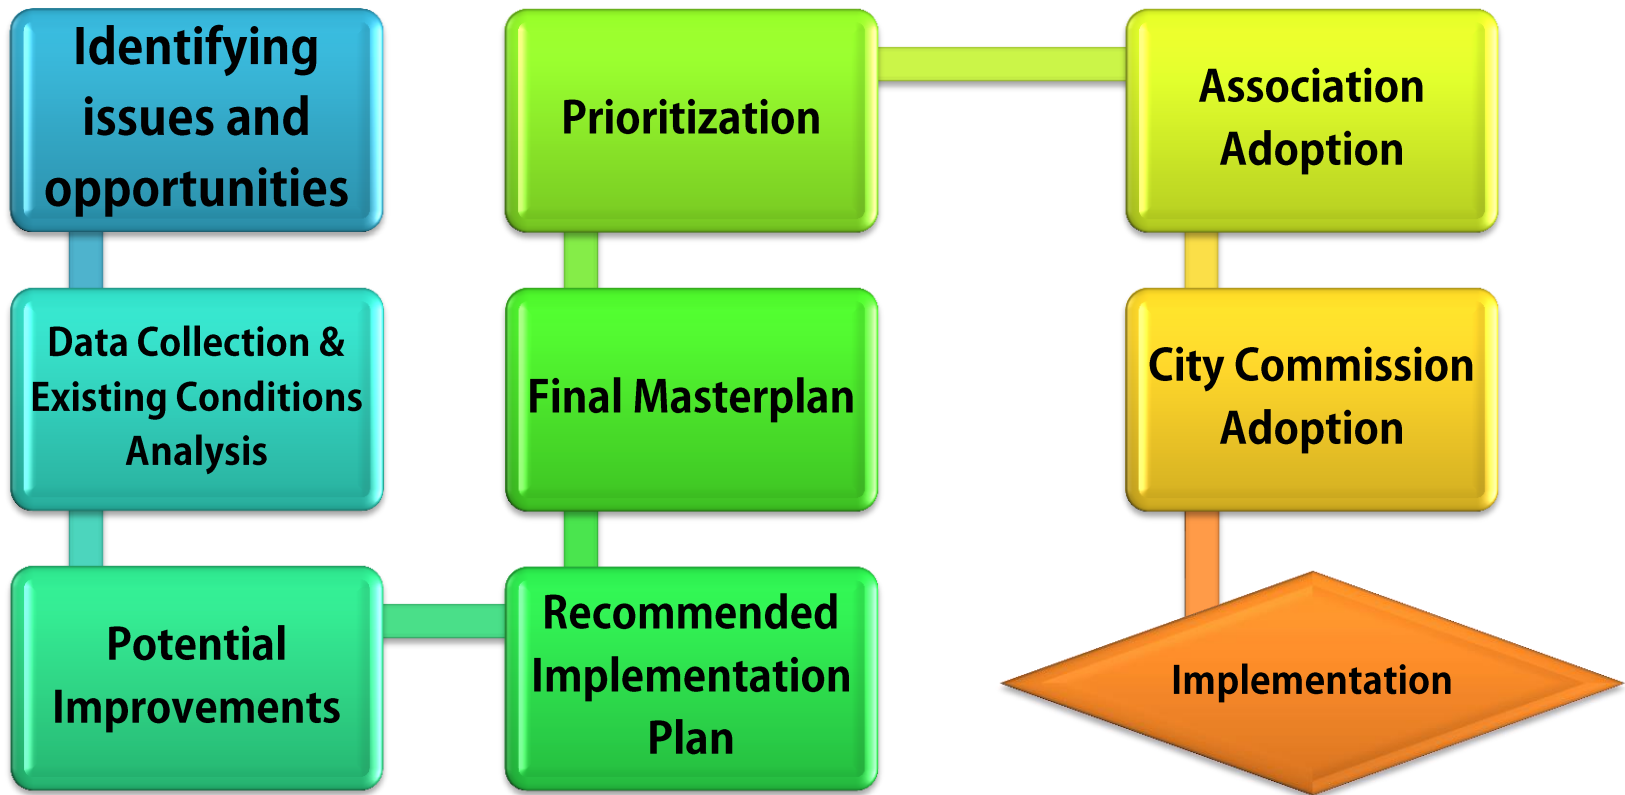 Identifying
issues and
opportunities
Data Collection &
Existing Conditions
Analysis
Potential
Improvements
Recommended
Implementation
Plan
Final Masterplan
Prioritization
Association
Adoption
City Commission
Adoption
Implementation